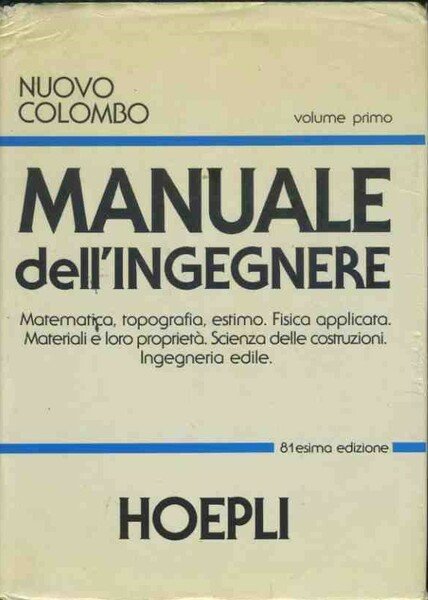 NUOVO
COLOMBO
volume primo
MANUALE
dell'INGEGNERE
Matematica, topografia, estimo. Fisica applicata.
Materiali e loro proprietà. Scienza delle costruzioni.
Ingegneria edile.
81esima edizione
HOEPLI